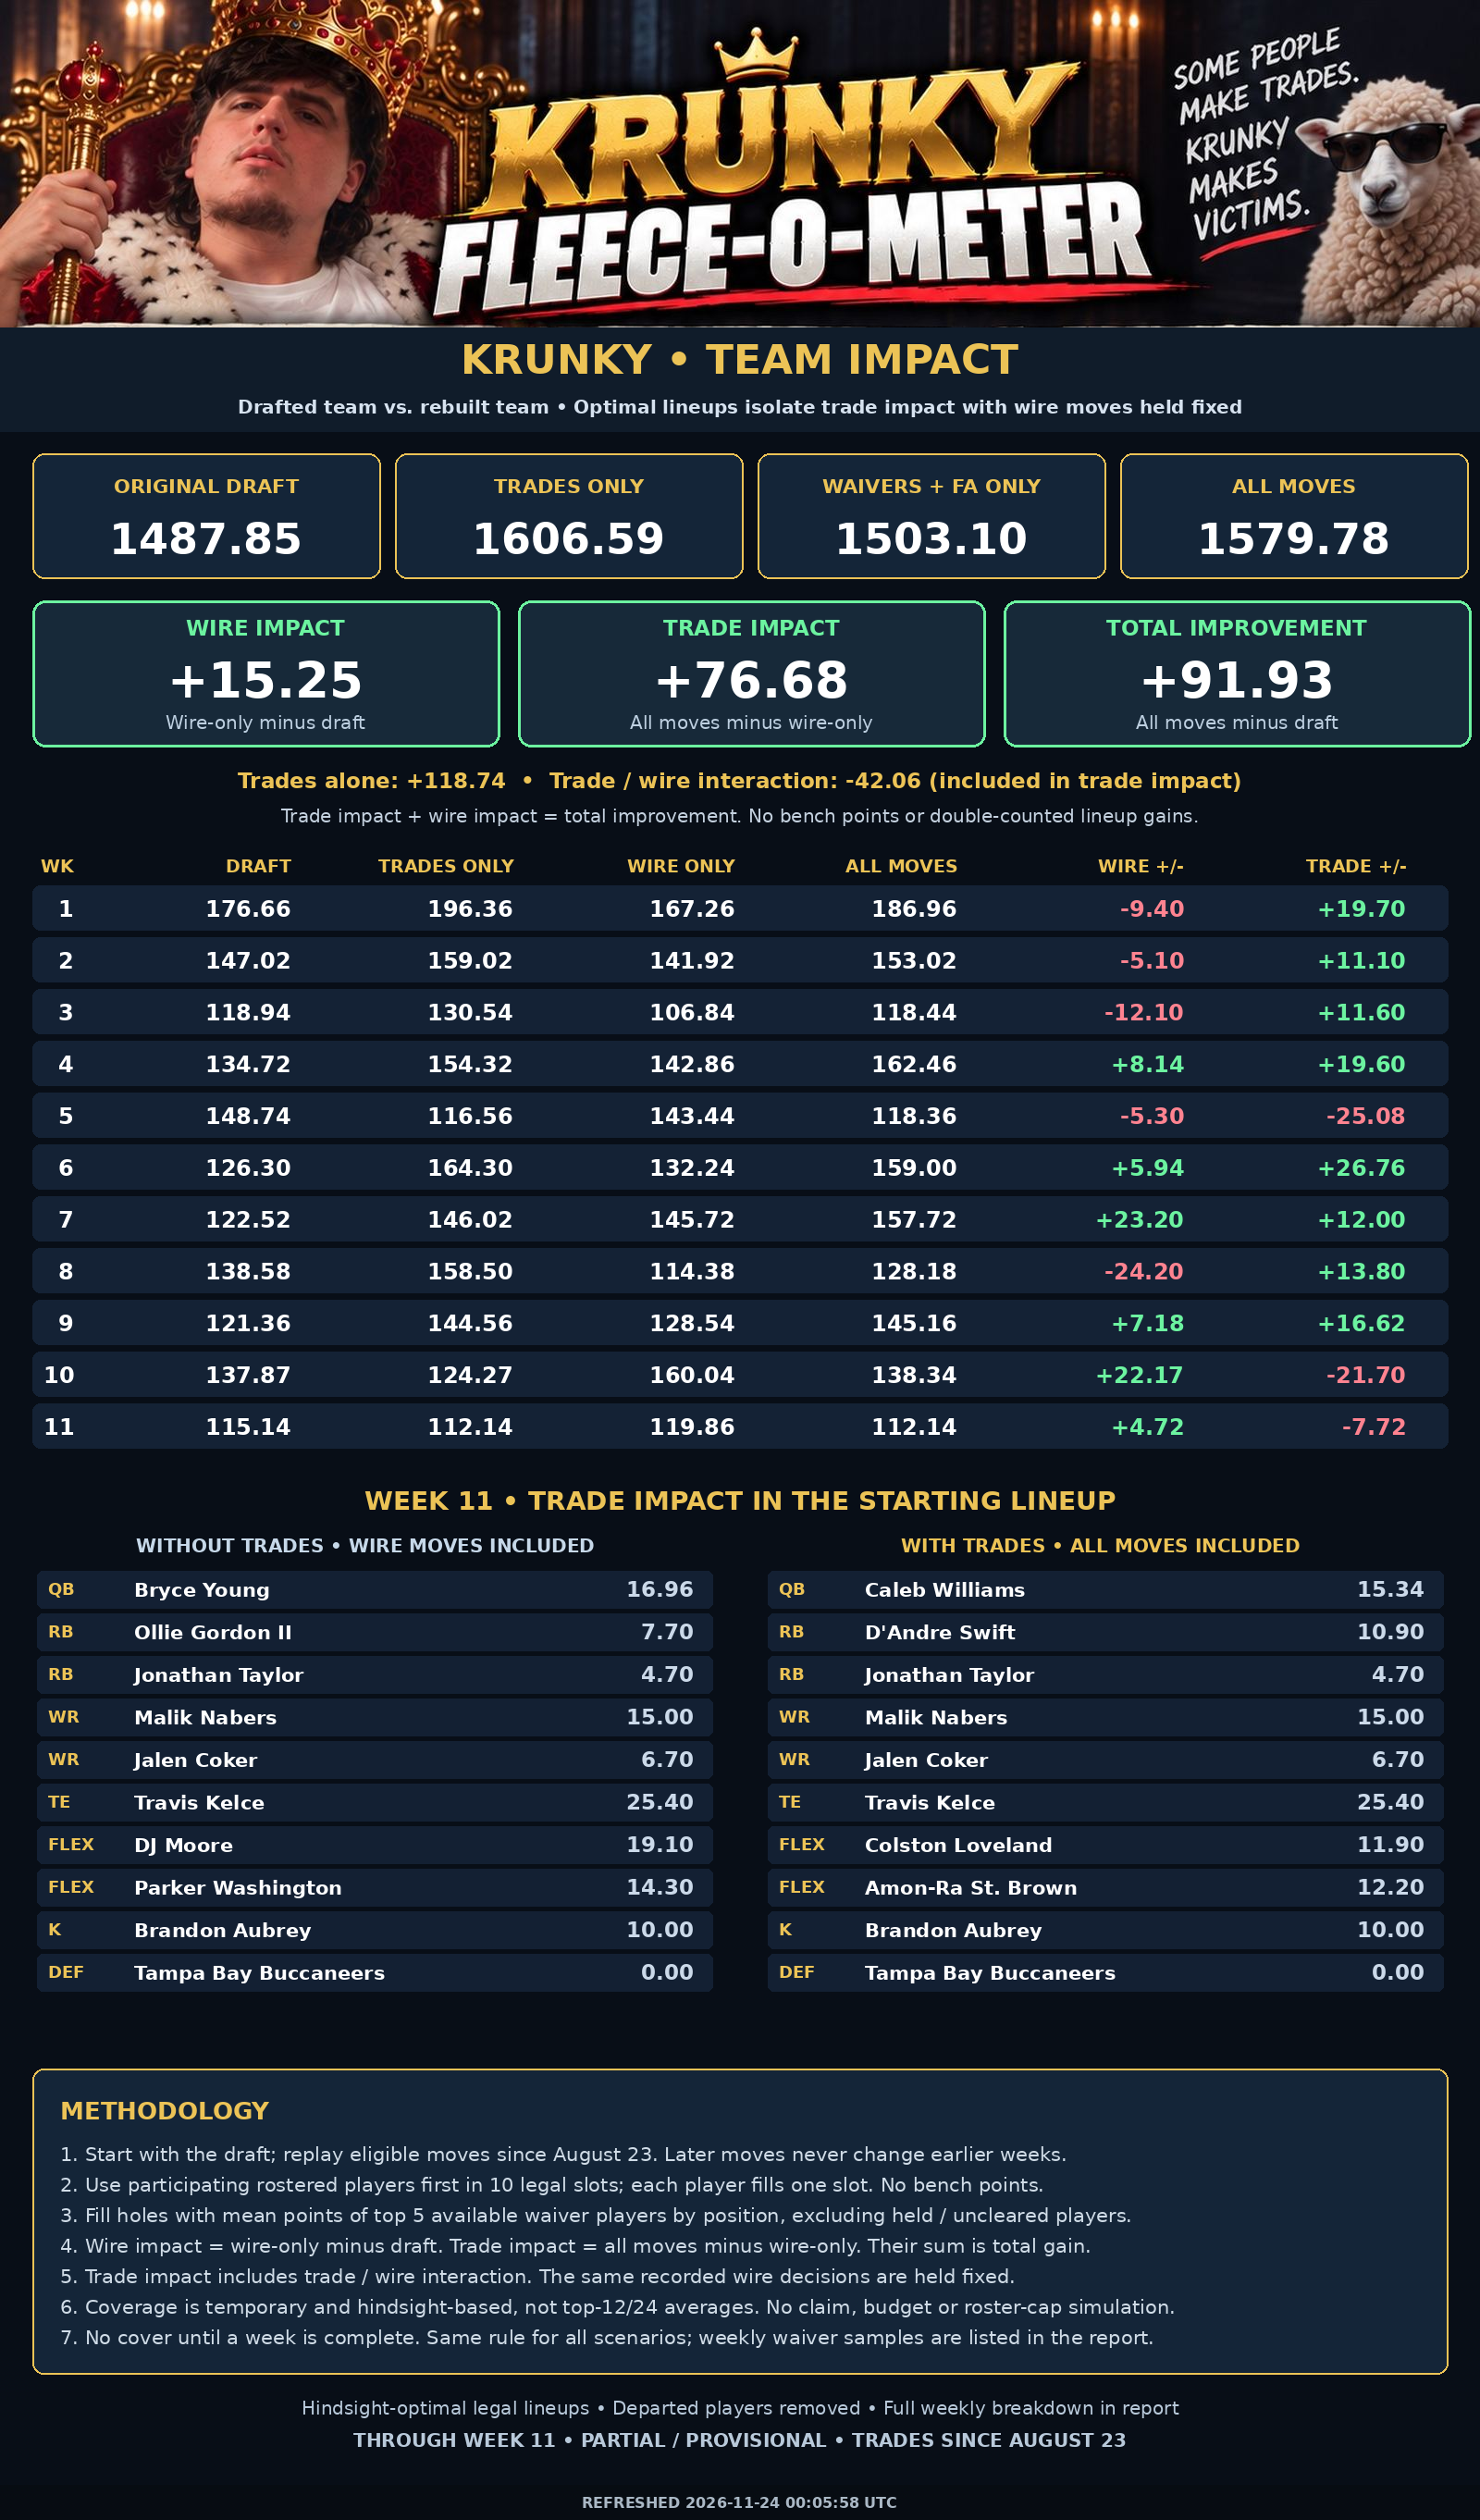 KRUNKY
FLEECE-O-METER
SOME PEOPLE
MAKE TRADES.
KRUNKY
MAKES
VICTIMS.
KRUNKY • TEAM IMPACT
Drafted team vs. rebuilt team • Optimal lineups isolate trade impact with wire moves held fixed
ORIGINAL DRAFT TRADES ONLY WAIVERS + FA ONLY ALL MOVES
1487.85 1606.59 1503.10 1579.78
WIRE IMPACT TRADE IMPACT TOTAL IMPROVEMENT
+15.25 +76.68 +91.93
Wire-only minus draft All moves minus wire-only All moves minus draft
Trades alone: +118.74 • Trade / wire interaction: -42.06 (included in trade impact)
Trade impact + wire impact = total improvement. No bench points or double-counted lineup gains.
WK DRAFT TRADES ONLY WIRE ONLY ALL MOVES WIRE +/- TRADE +/-
1 176.66 196.36 167.26 186.96 -9.40 +19.70
2 147.02 159.02 141.92 153.02 -5.10 +11.10
3 118.94 130.54 106.84 118.44 -12.10 +11.60
4 134.72 154.32 142.86 162.46 +8.14 +19.60
5 148.74 116.56 143.44 118.36 -5.30 -25.08
6 126.30 164.30 132.24 159.00 +5.94 +26.76
7 122.52 146.02 145.72 157.72 +23.20 +12.00
8 138.58 158.50 114.38 128.18 -24.20 +13.80
9 121.36 144.56 128.54 145.16 +7.18 +16.62
10 137.87 124.27 160.04 138.34 +22.17 -21.70
11 115.14 112.14 119.86 112.14 +4.72 -7.72
WEEK 11 • TRADE IMPACT IN THE STARTING LINEUP
WITHOUT TRADES • WIRE MOVES INCLUDED
QB Bryce Young 16.96
RB Ollie Gordon II 7.70
RB Jonathan Taylor 4.70
WR Malik Nabers 15.00
WR Jalen Coker 6.70
TE Travis Kelce 25.40
FLEX DJ Moore 19.10
FLEX Parker Washington 14.30
K Brandon Aubrey 10.00
DEF Tampa Bay Buccaneers 0.00
WITH TRADES • ALL MOVES INCLUDED
QB Caleb Williams 15.34
RB D'Andre Swift 10.90
RB Jonathan Taylor 4.70
WR Malik Nabers 15.00
WR Jalen Coker 6.70
TE Travis Kelce 25.40
FLEX Colston Loveland 11.90
FLEX Amon-Ra St. Brown 12.20
K Brandon Aubrey 10.00
DEF Tampa Bay Buccaneers 0.00
METHODOLOGY
1. Start with the draft; replay eligible moves since August 23. Later moves never change earlier weeks.
2. Use participating rostered players first in 10 legal slots; each player fills one slot. No bench points.
3. Fill holes with mean points of top 5 available waiver players by position, excluding held / uncleared players.
4. Wire impact = wire-only minus draft. Trade impact = all moves minus wire-only. Their sum is total gain.
5. Trade impact includes trade / wire interaction. The same recorded wire decisions are held fixed.
6. Coverage is temporary and hindsight-based, not top-12/24 averages. No claim, budget or roster-cap simulation.
7. No cover until a week is complete. Same rule for all scenarios; weekly waiver samples are listed in the report.
Hindsight-optimal legal lineups • Departed players removed • Full weekly breakdown in report
THROUGH WEEK 11 • PARTIAL / PROVISIONAL • TRADES SINCE AUGUST 23
REFRESHED 2026-11-24 00:05:58 UTC